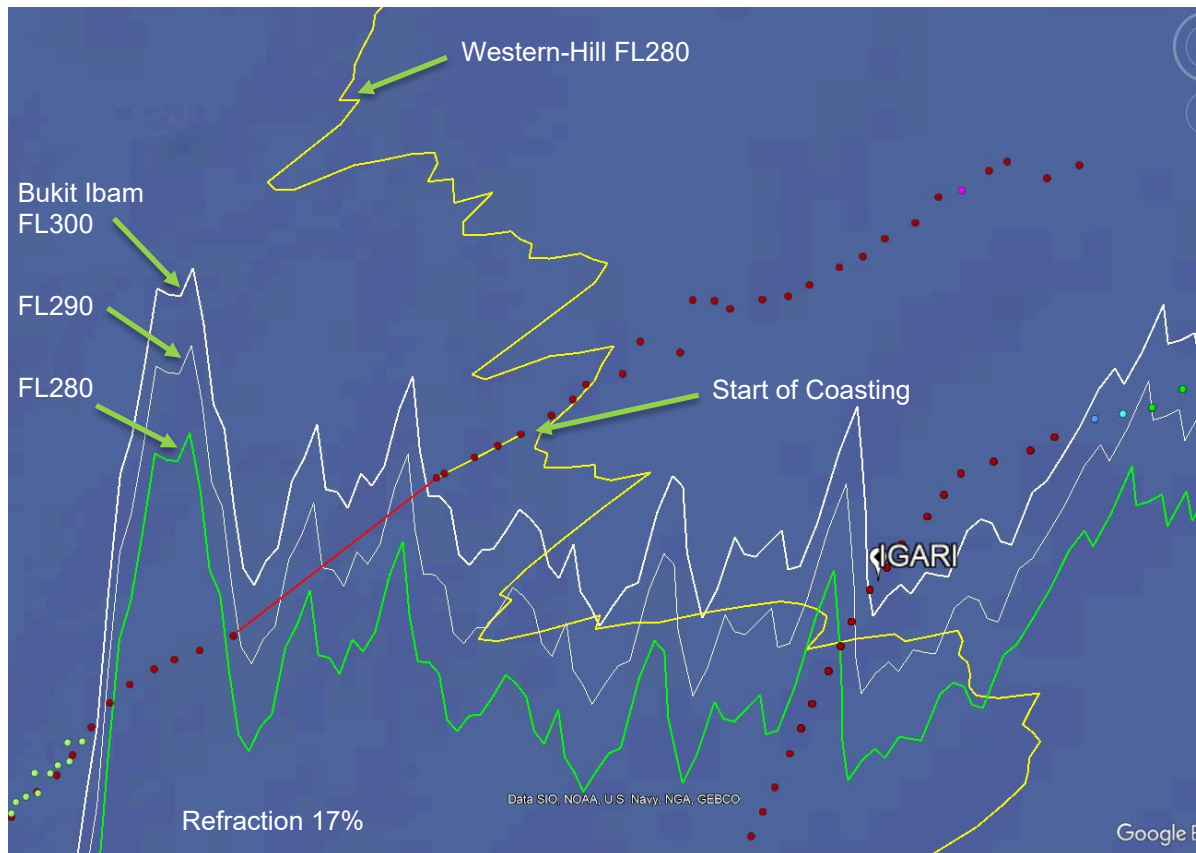 Western-Hill FL280
Bukit Ibam
FL300
FL290
FL280
Start of Coasting
IGARI
Data SIO, NOAA, U.S. Navy, NGA, GEBCO
Refraction 17%
Google E